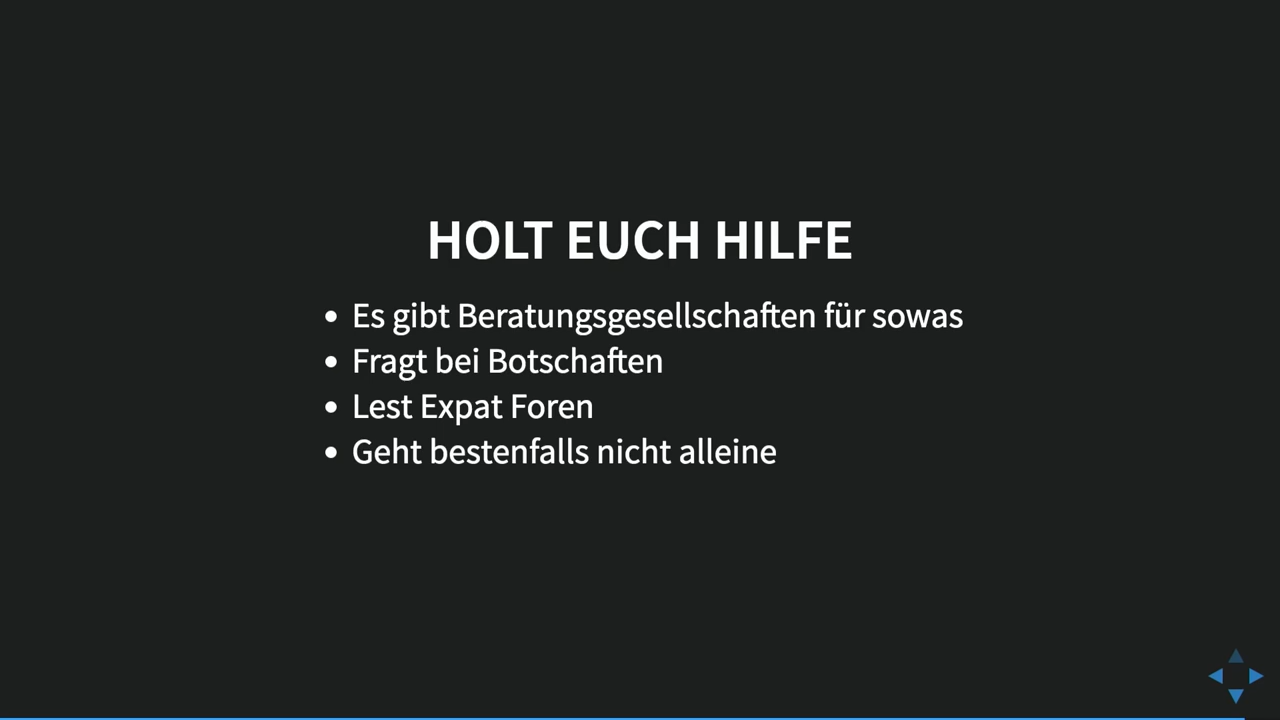 HOLT EUCH HILFE
• Es gibt Beratungsgesellschaften für sowas
• Fragt bei Botschaften
• Lest Expat Foren
• Geht bestenfalls nicht alleine